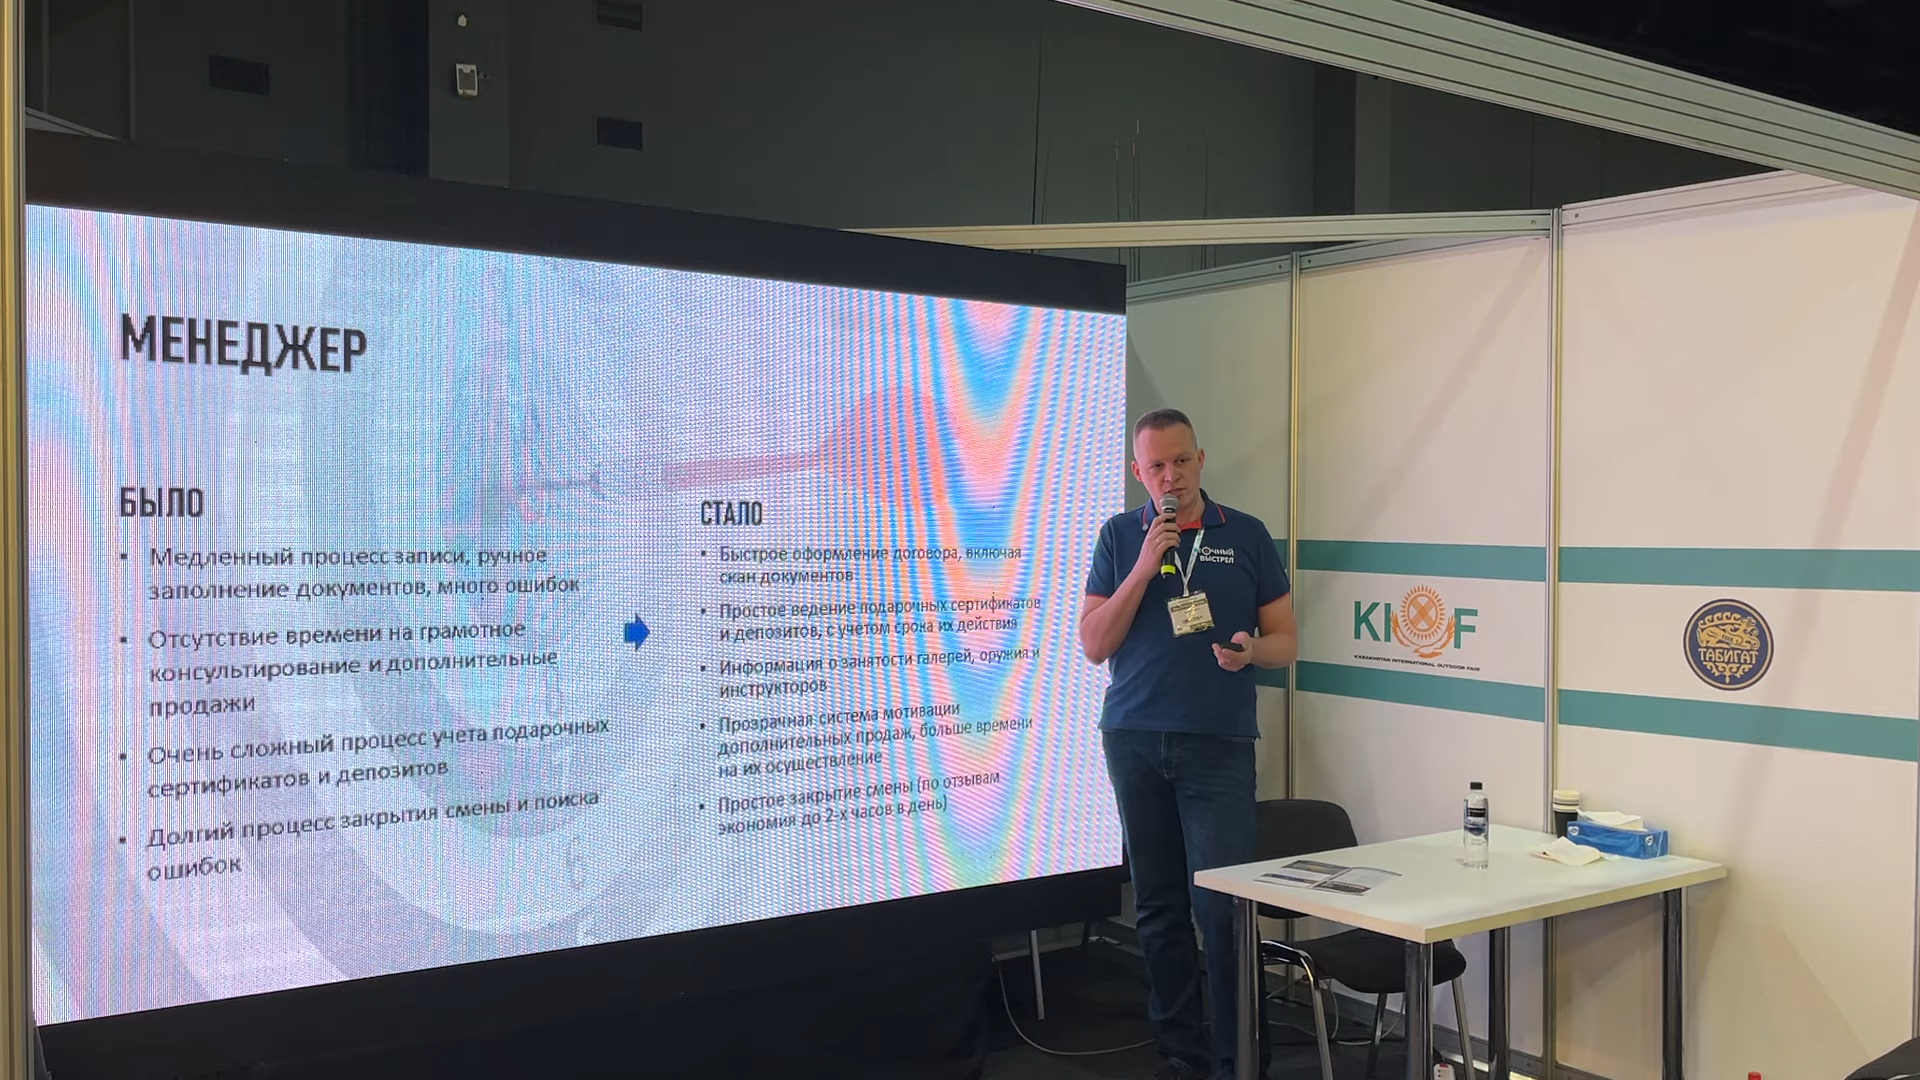 МЕНЕДЖЕР
БЫЛО
▪ Медленный процесс записи, ручное
заполнение документов, много ошибок
▪ Отсутствие времени на грамотное
консультирование и дополнительные
продажи
▪ Очень сложный процесс учета подарочных
сертификатов и депозитов
▪ Долгий процесс закрытия смены и поиска
ошибок
СТАЛО
▪ Быстрое оформление договора, включая
скан документов
▪ Простое ведение подарочных сертификатов
и депозитов, с учетом срока их действия
▪ Информация о занятости галерей, оружия и
инструкторов
▪ Прозрачная система мотивации
дополнительных продаж, больше времени
на их осуществление
▪ Простое закрытие смены (по отзывам
экономия до 2-х часов в день)
6
ТОЧНЫЙ
ВЫСТРЕЛ
KIOF
KAZAKHSTAN INTERNATIONAL OUTDOOR FAIR
ТАБИГАТ